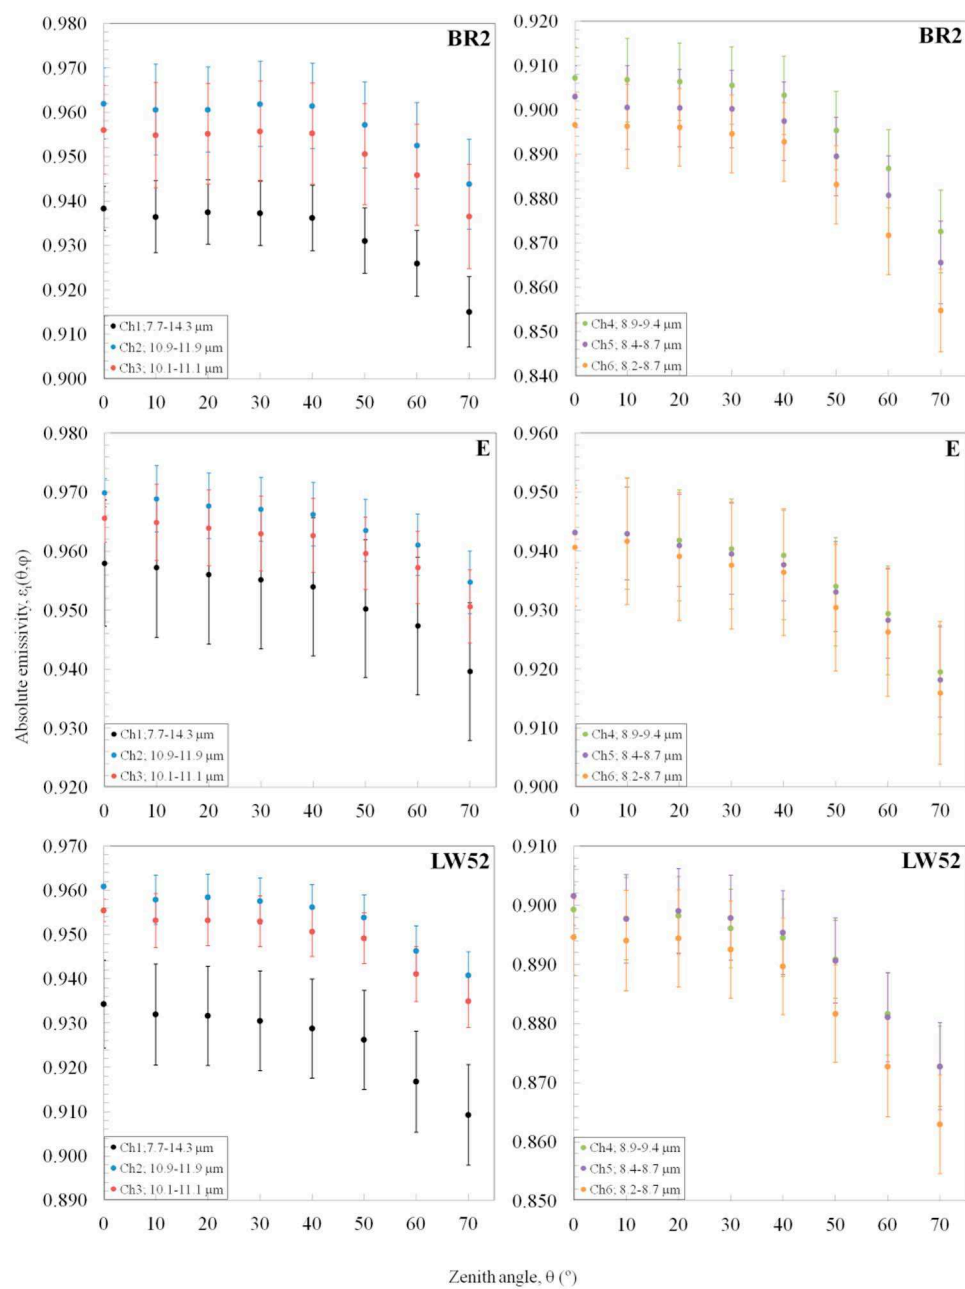 BR2
0.980
0.970
0.960
0.950
0.940
0.930
0.920
0.910
0.900
Ch1; 7.7-14.3 µm
Ch2; 10.9-11.9 µm
Ch3; 10.1-11.1 µm
0 10 20 30 40 50 60 70
BR2
0.920
0.910
0.900
0.890
0.880
0.870
0.860
0.850
0.840
Ch4; 8.9-9.4 µm
Ch5; 8.4-8.7 µm
Ch6; 8.2-8.7 µm
0 10 20 30 40 50 60 70
Absolute emissivity, εi(θ,φ)
E
0.980
0.970
0.960
0.950
0.940
0.930
0.920
Ch1;7.7-14.3 µm
Ch2; 10.9-11.9 µm
Ch3; 10.1-11.1 µm
0 10 20 30 40 50 60 70
E
0.960
0.950
0.940
0.930
0.920
0.910
0.900
Ch4; 8.9-9.4 µm
Ch5; 8.4-8.7 µm
Ch6; 8.2-8.7 µm
0 10 20 30 40 50 60 70
LW52
0.970
0.960
0.950
0.940
0.930
0.920
0.910
0.900
0.890
Ch1;7.7-14.3 µm
Ch2; 10.9-11.9 µm
Ch3; 10.1-11.1 µm
0 10 20 30 40 50 60 70
LW52
0.910
0.900
0.890
0.880
0.870
0.860
0.850
Ch4; 8.9-9.4 µm
Ch5; 8.4-8.7 µm
Ch6; 8.2-8.7 µm
0 10 20 30 40 50 60 70
Zenith angle, θ (º)